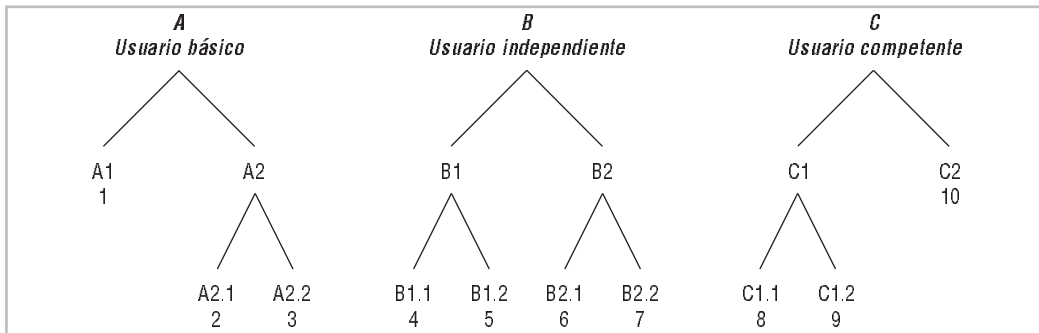 A B C
Usuario básico Usuario independiente Usuario competente
A1 A2 B1 B2 C1 C2
1 10
A2.1 A2.2 B1.1 B1.2 B2.1 B2.2 C1.1 C1.2
2 3 4 5 6 7 8 9